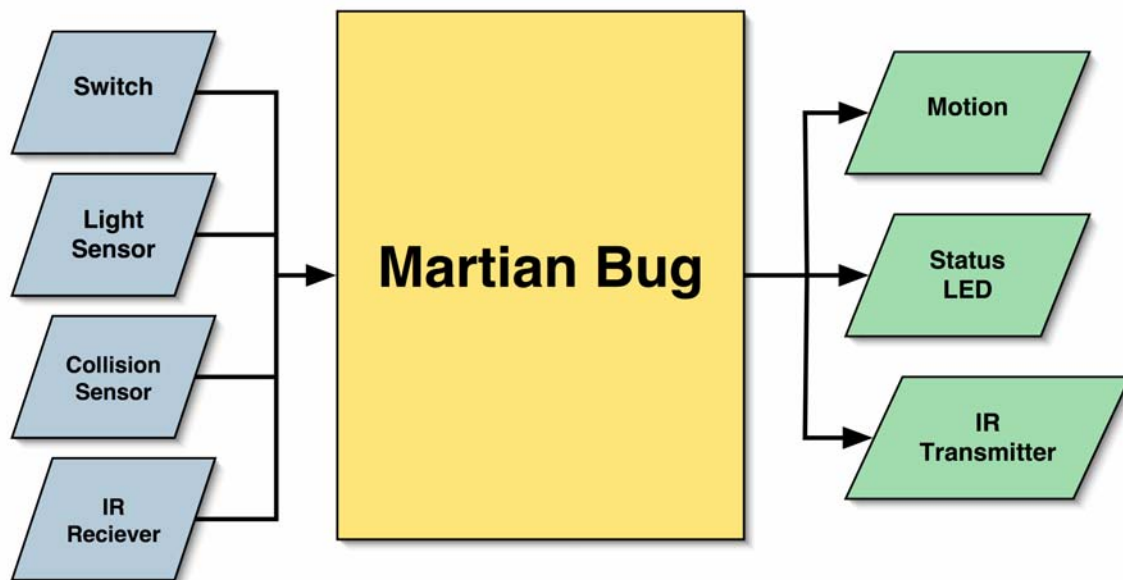 Switch
Light
Sensor
Collision
Sensor
IR
Reciever
Martian Bug
Motion
Status
LED
IR
Transmitter